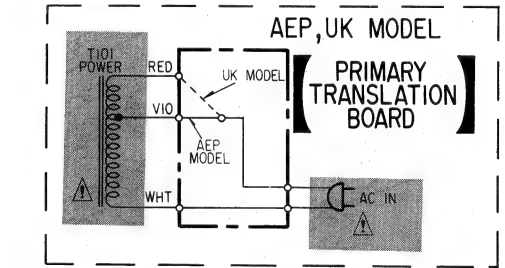 AEP,UK MODEL
T101
POWER
RED
UK MODEL
PRIMARY
TRANSLATION
BOARD
VIO
AEP
MODEL
WHT
AC IN